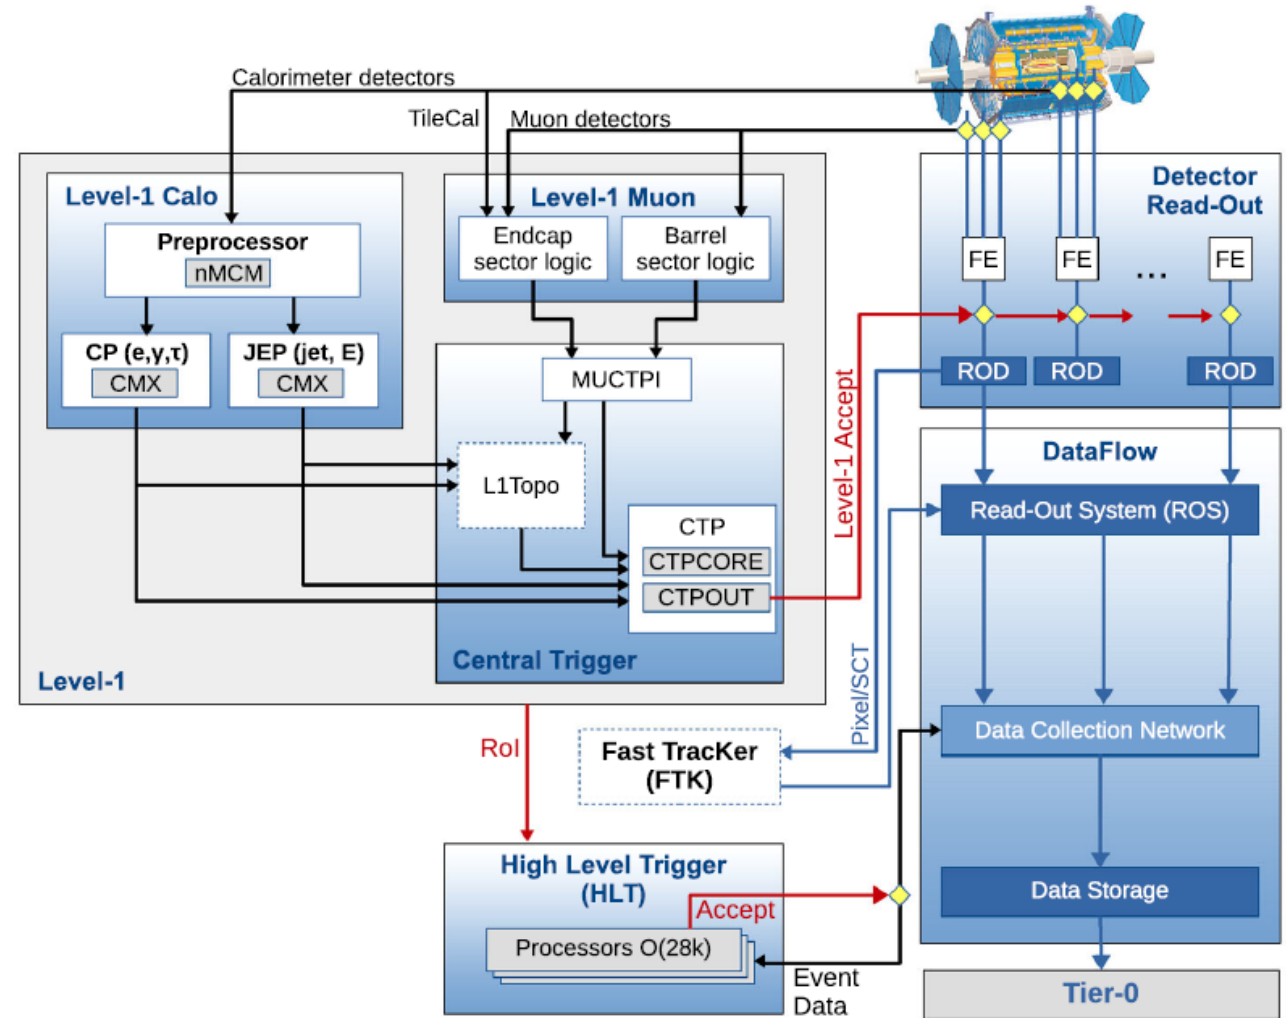 Calorimeter detectors
TileCal
Muon detectors
Level-1 Calo
Preprocessor
nMCM
CP (e,γ,τ)
CMX
JEP (jet, E)
CMX
Level-1 Muon
Endcap
sector logic
Barrel
sector logic
MUCTPI
L1Topo
CTP
CTPCORE
CTPOUT
Central Trigger
Level-1
Level-1 Accept
Detector
Read-Out
FE
FE
...
FE
ROD
ROD
ROD
DataFlow
Read-Out System (ROS)
Pixel/SCT
Data Collection Network
RoI
Fast TracKer
(FTK)
High Level Trigger
(HLT)
Accept
Processors O(28k)
Event
Data
Data Storage
Tier-0